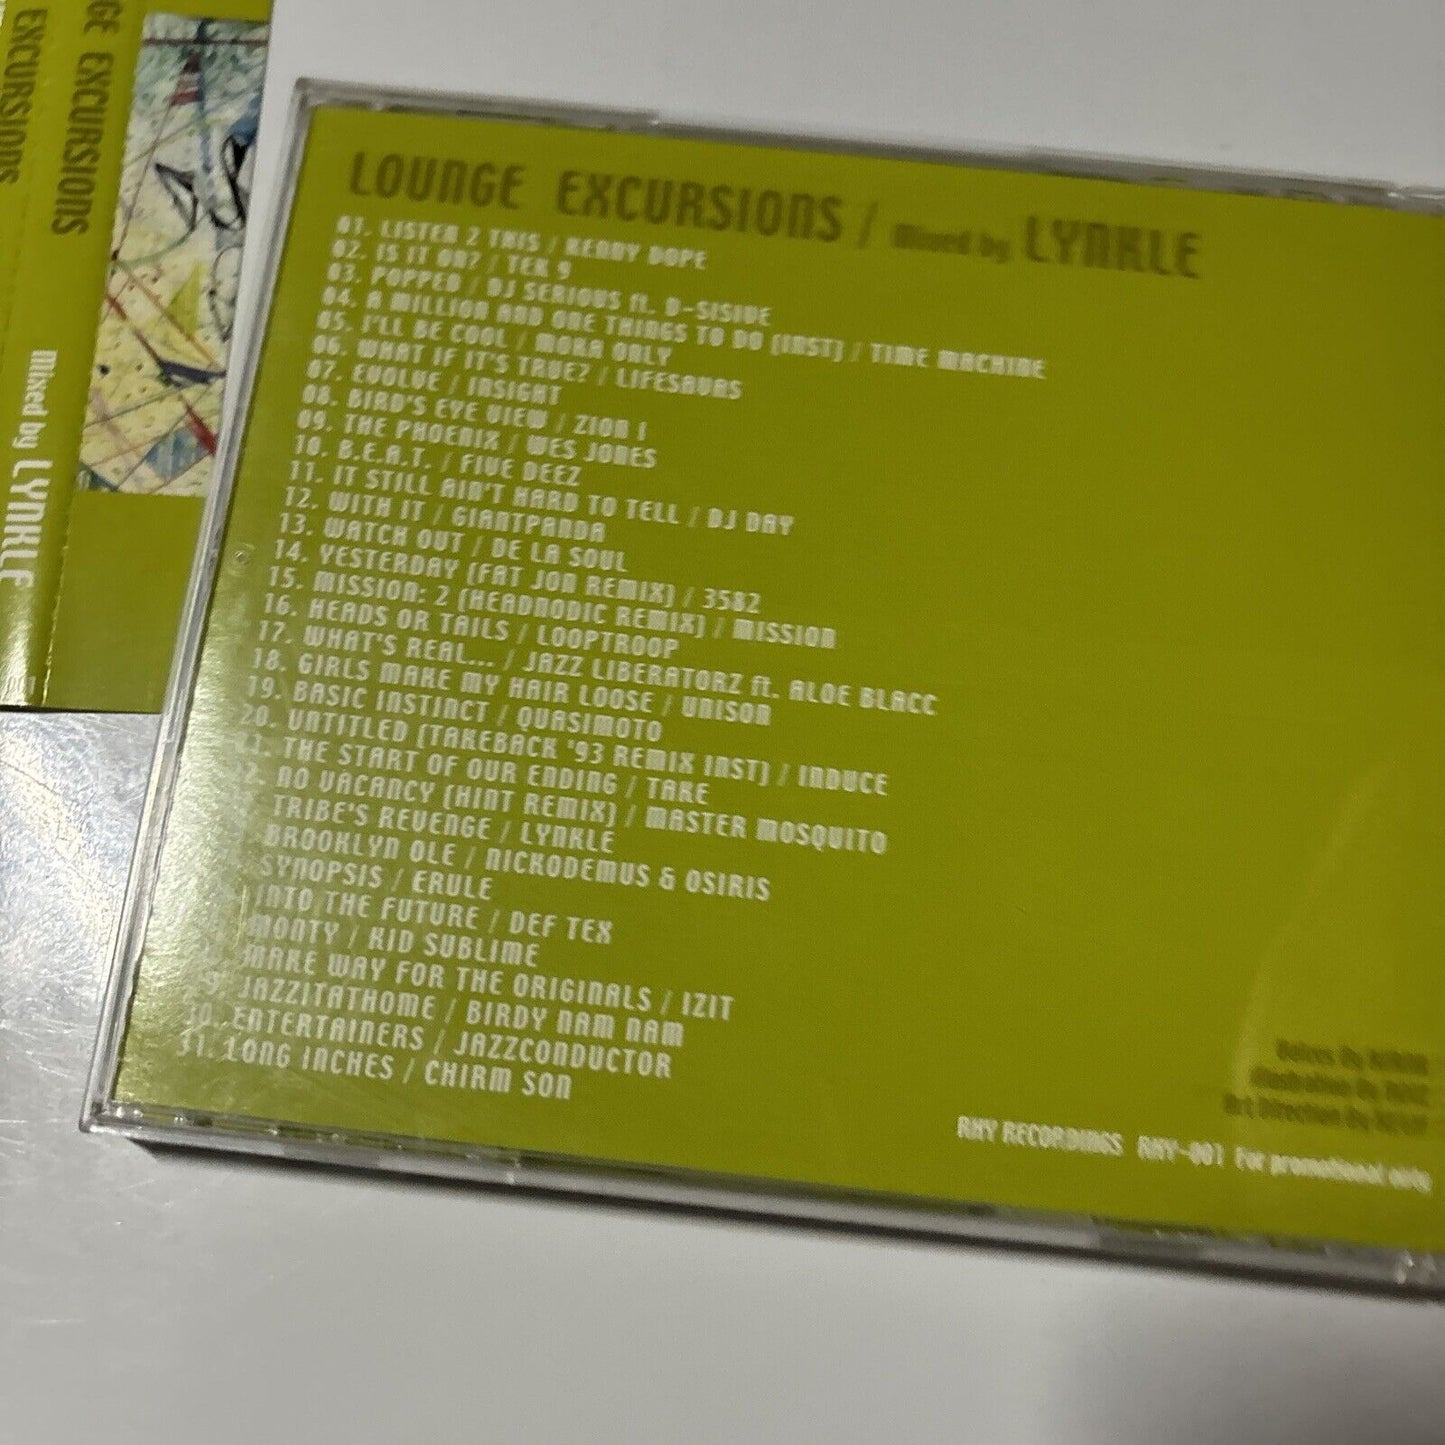 GE EXCURSIONS
EXCURSIONS
Mixed by LYNKLE
LOUNGE EXCURSIONS / Mixed by LYNKLE
01. LISTEN 2 THIS / KENNY DOPE
02. IS IT ON? / TEK 9
03. POPPED / DJ SERIOUS ft. D-SISIVE
04. A MILLION AND ONE THINGS TO DO [INST] / TIME MACHINE
05. I'LL BE COOL / MOKA ONLY
06. WHAT IF IT'S TRUE? / LIFESAVAS
07. EVOLVE / INSIGHT
08. BIRD'S EYE VIEW / ZION I
09. THE PHOENIX / WES JONES
10. B.E.A.T. / FIVE DEEZ
11. IT STILL AIN'T HARD TO TELL / DJ DAY
12. WITH IT / GIANTPANDA
13. WATCH OUT / DE LA SOUL
14. YESTERDAY [FAT JON REMIX] / 3582
15. MISSION: 2 [HEADNODIC REMIX] / MISSION
16. HEADS OR TAILS / LOOPTROOP
17. WHAT'S REAL... / JAZZ LIBERATORZ ft. ALOE BLACC
18. GIRLS MAKE MY HAIR LOOSE / UNISON
19. BASIC INSTINCT / QUASIMOTO
20. UNTITLED [TAKEBACK '93 REMIX INST] / INDUCE
THE START OF OUR ENDING / TAKE
NO VACANCY [HINT REMIX] / MASTER MOSQUITO
TRIBE'S REVENGE / LYNKLE
BROOKLYN OLE / NICKODEMUS & OSIRIS
SYNOPSIS / ERULE
INTO THE FUTURE / DEF TEX
MONTY / KID SUBLIME
MAKE WAY FOR THE ORIGINALS / IZIT
JAZZITATHOME / BIRDY NAM NAM
30. ENTERTAINERS / JAZZCONDUCTOR
31. LONG INCHES / CHIRM SON
Illustration By
Art Direction By
RHY RECORDINGS RHY-001 For promotional only